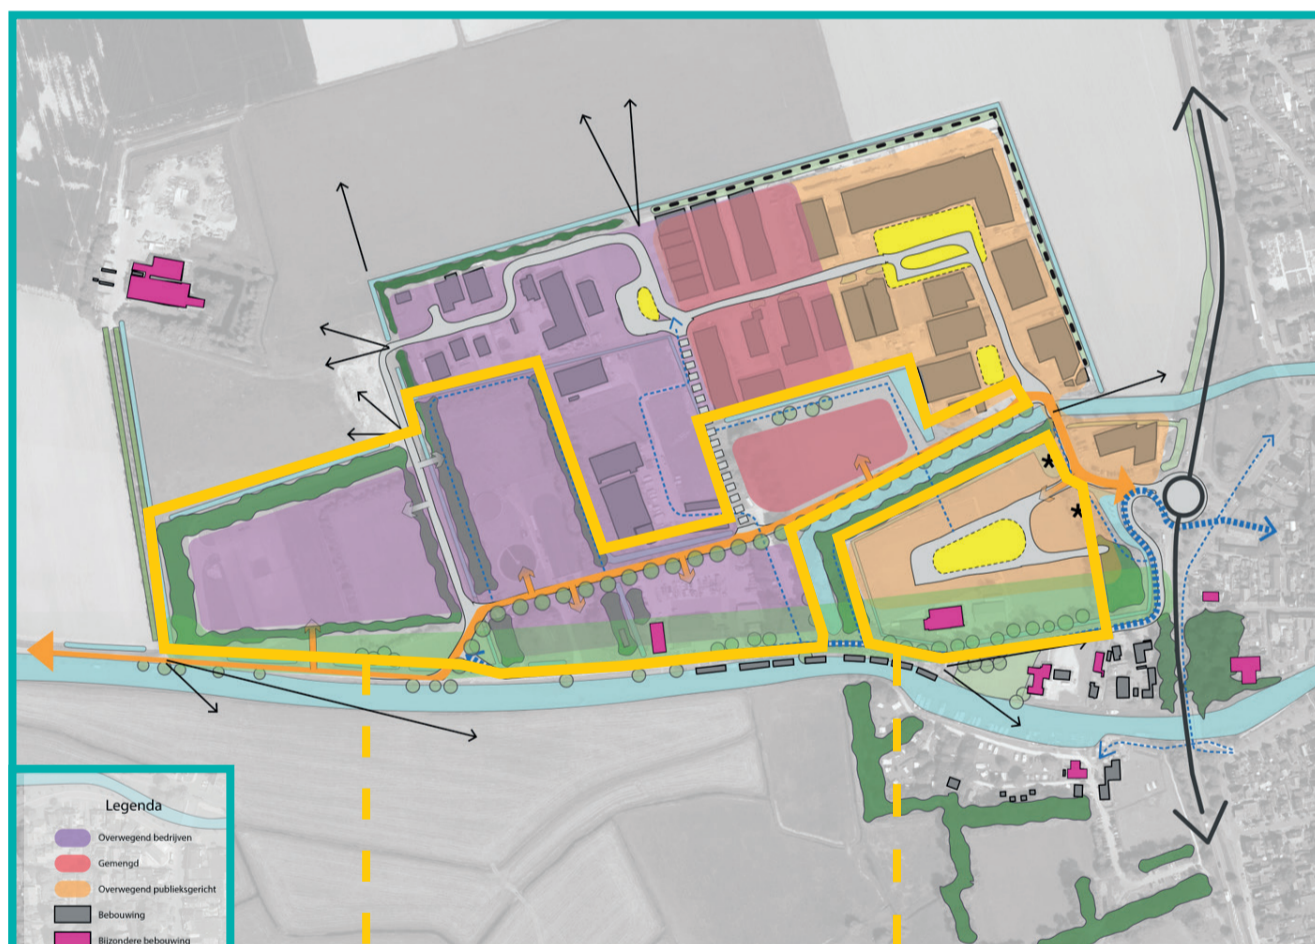 Legenda
Overwegend bedrijven
Gemengd
Overwegend publieksgericht
Bebouwing
Bijzondere bebouwing